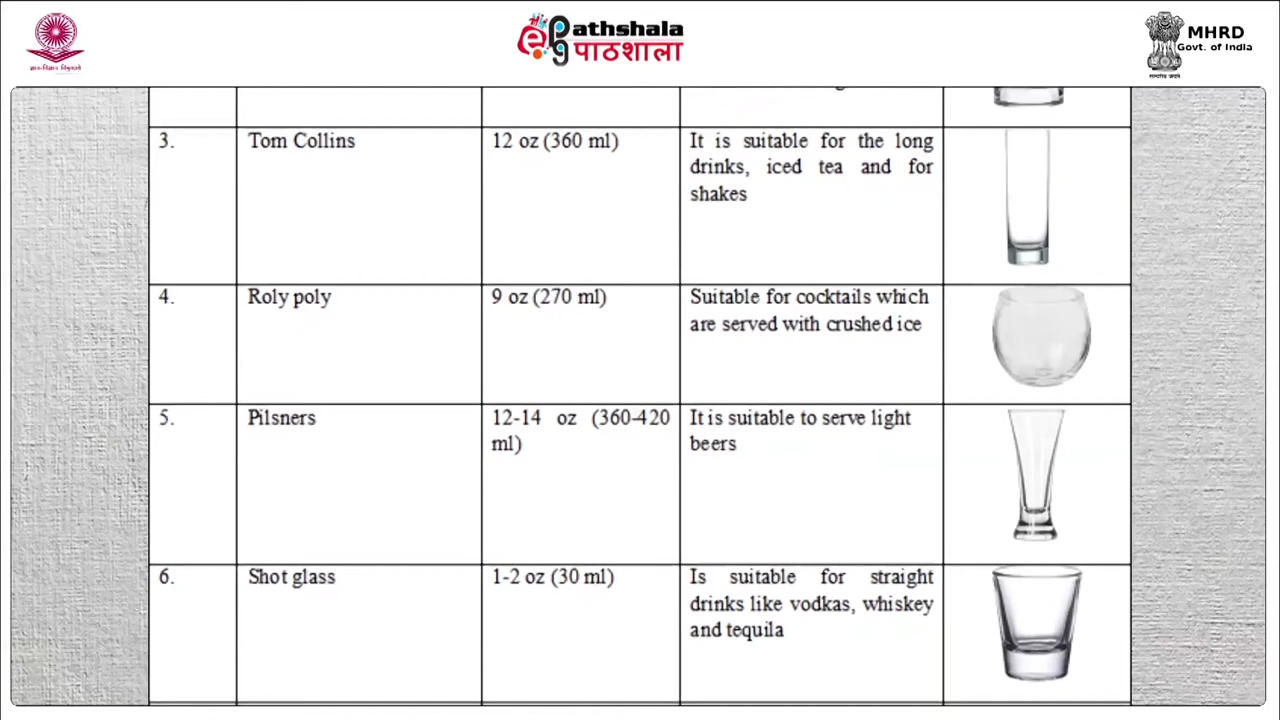 athshala
पाठशाला
MHRD
Govt. of India
3.
Tom Collins
12 oz (360 ml)
It is suitable for the long
drinks, iced tea and for
shakes
4.
Roly poly
9 oz (270 ml)
Suitable for cocktails which
are served with crushed ice
5.
Pilsners
12-14 oz (360-420
ml)
It is suitable to serve light
beers
6.
Shot glass
1-2 oz (30 ml)
Is suitable for straight
drinks like vodkas, whiskey
and tequila